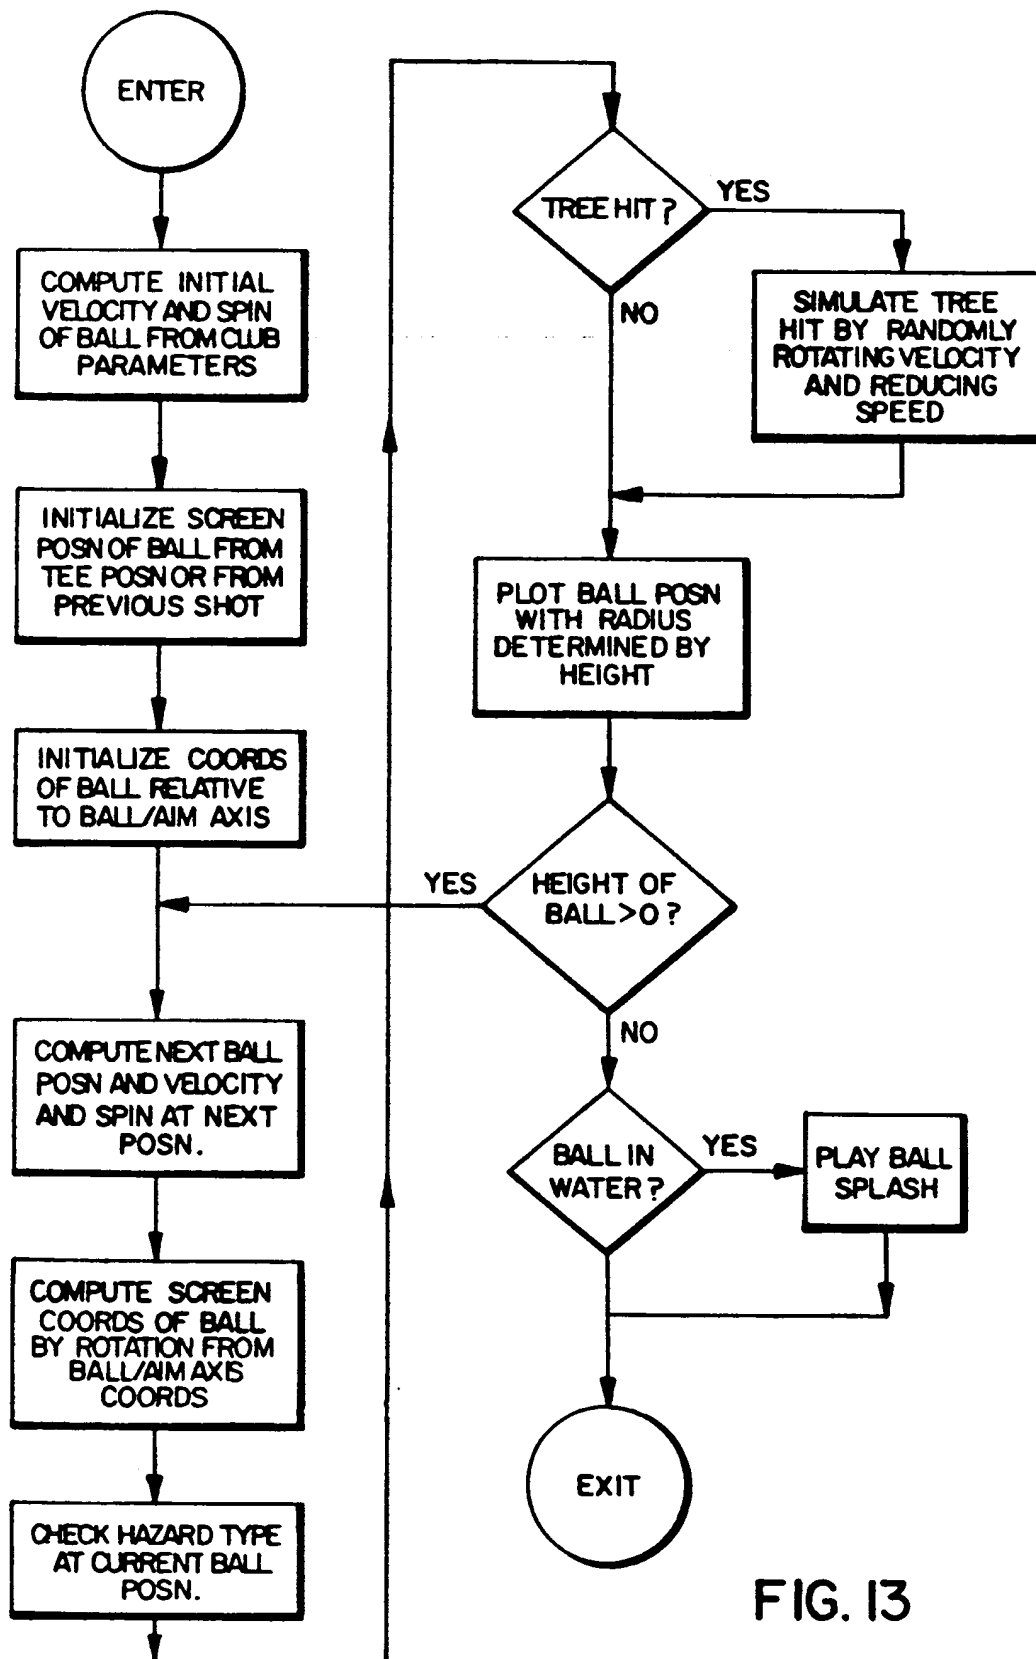 ENTER
COMPUTE INITIAL
VELOCITY AND SPIN
OF BALL FROM CLUB
PARAMETERS
INITIALIZE SCREEN
POSN OF BALL FROM
TEE POSN OR FROM
PREVIOUS SHOT
INITIALIZE COORDS
OF BALL RELATIVE
TO BALL/AIM AXIS
COMPUTE NEXT BALL
POSN AND VELOCITY
AND SPIN AT NEXT
POSN.
COMPUTE SCREEN
COORDS OF BALL
BY ROTATION FROM
BALL/AIM AXIS
COORDS
CHECK HAZARD TYPE
AT CURRENT BALL
POSN.
TREE HIT?
YES
NO
SIMULATE TREE
HIT BY RANDOMLY
ROTATING VELOCITY
AND REDUCING
SPEED
PLOT BALL POSN
WITH RADIUS
DETERMINED BY
HEIGHT
HEIGHT OF
BALL>0?
YES
NO
BALL IN
WATER?
YES
PLAY BALL
SPLASH
EXIT
FIG. 13